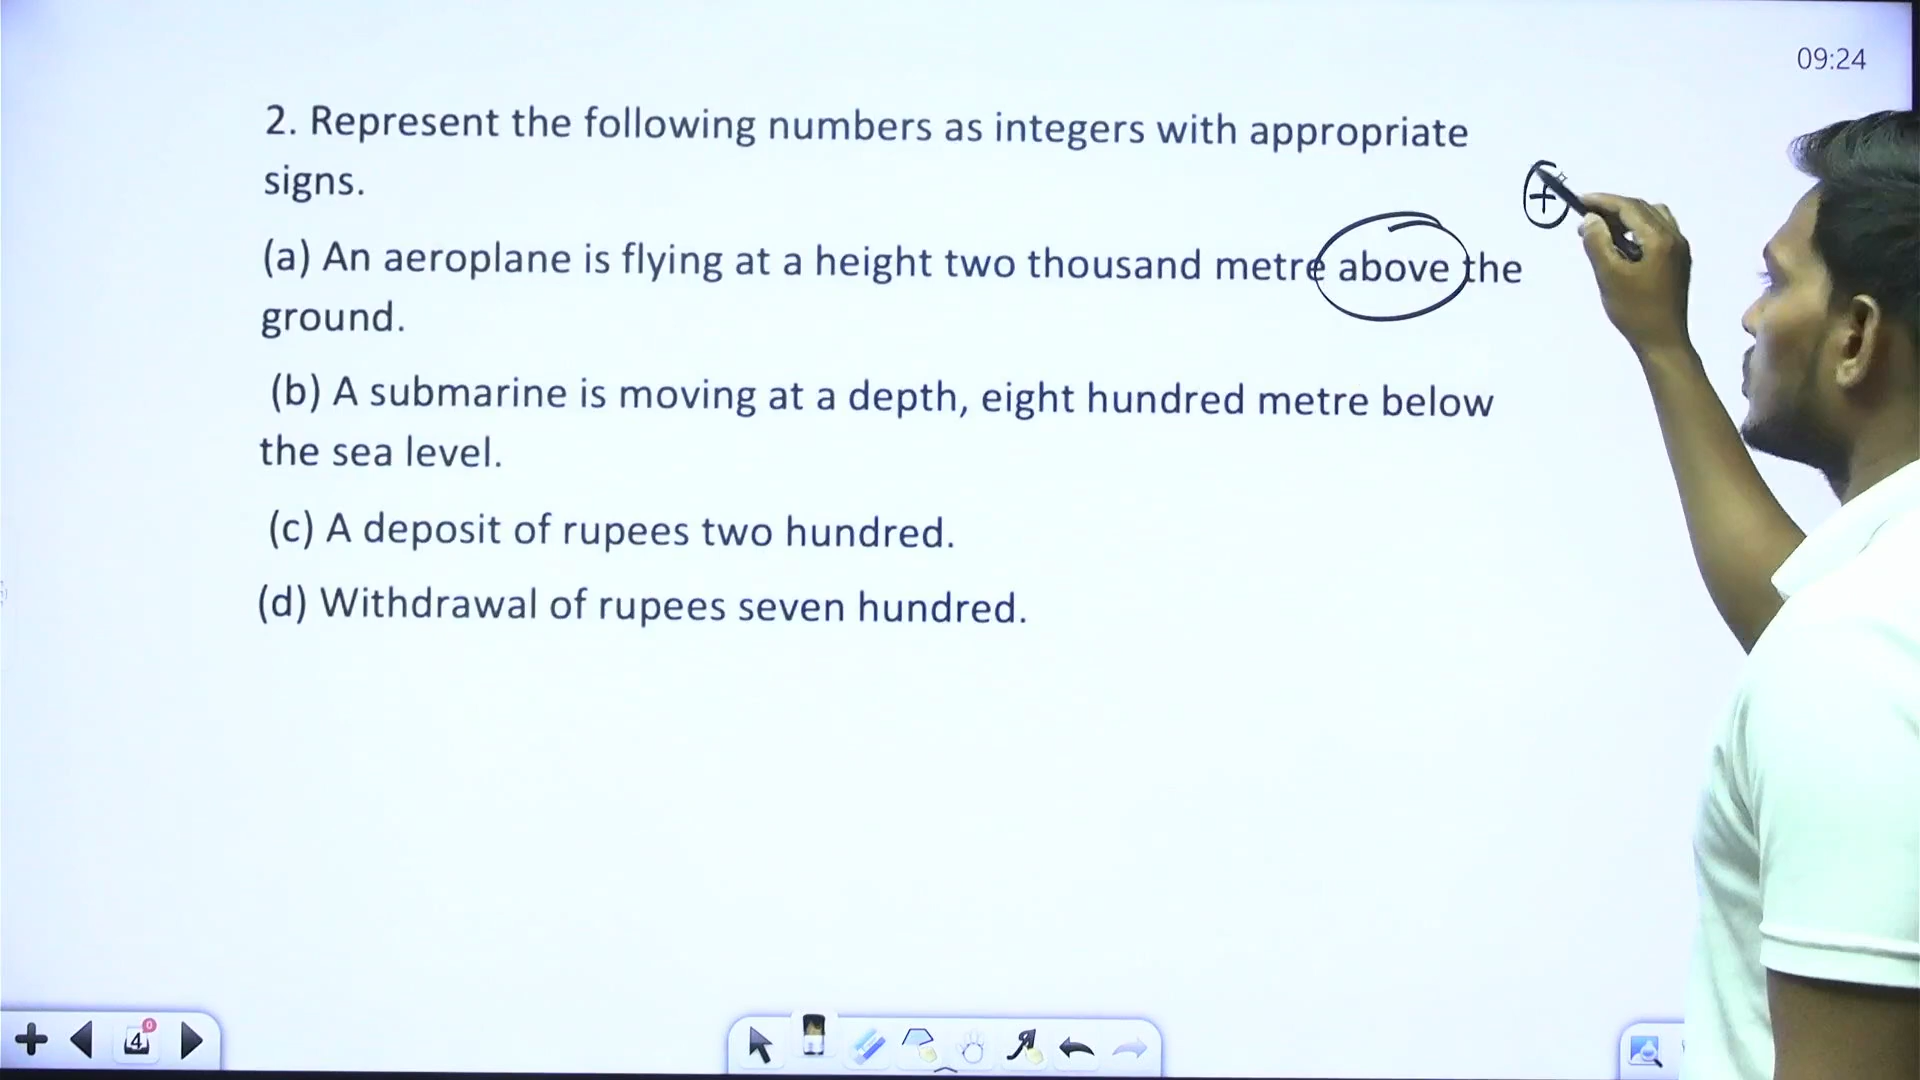 09:24
2. Represent the following numbers as integers with appropriate
signs.
+
(a) An aeroplane is flying at a height two thousand metre above the
ground.
(b) A submarine is moving at a depth, eight hundred metre below
the sea level.
(c) A deposit of rupees two hundred.
(d) Withdrawal of rupees seven hundred.
4
0